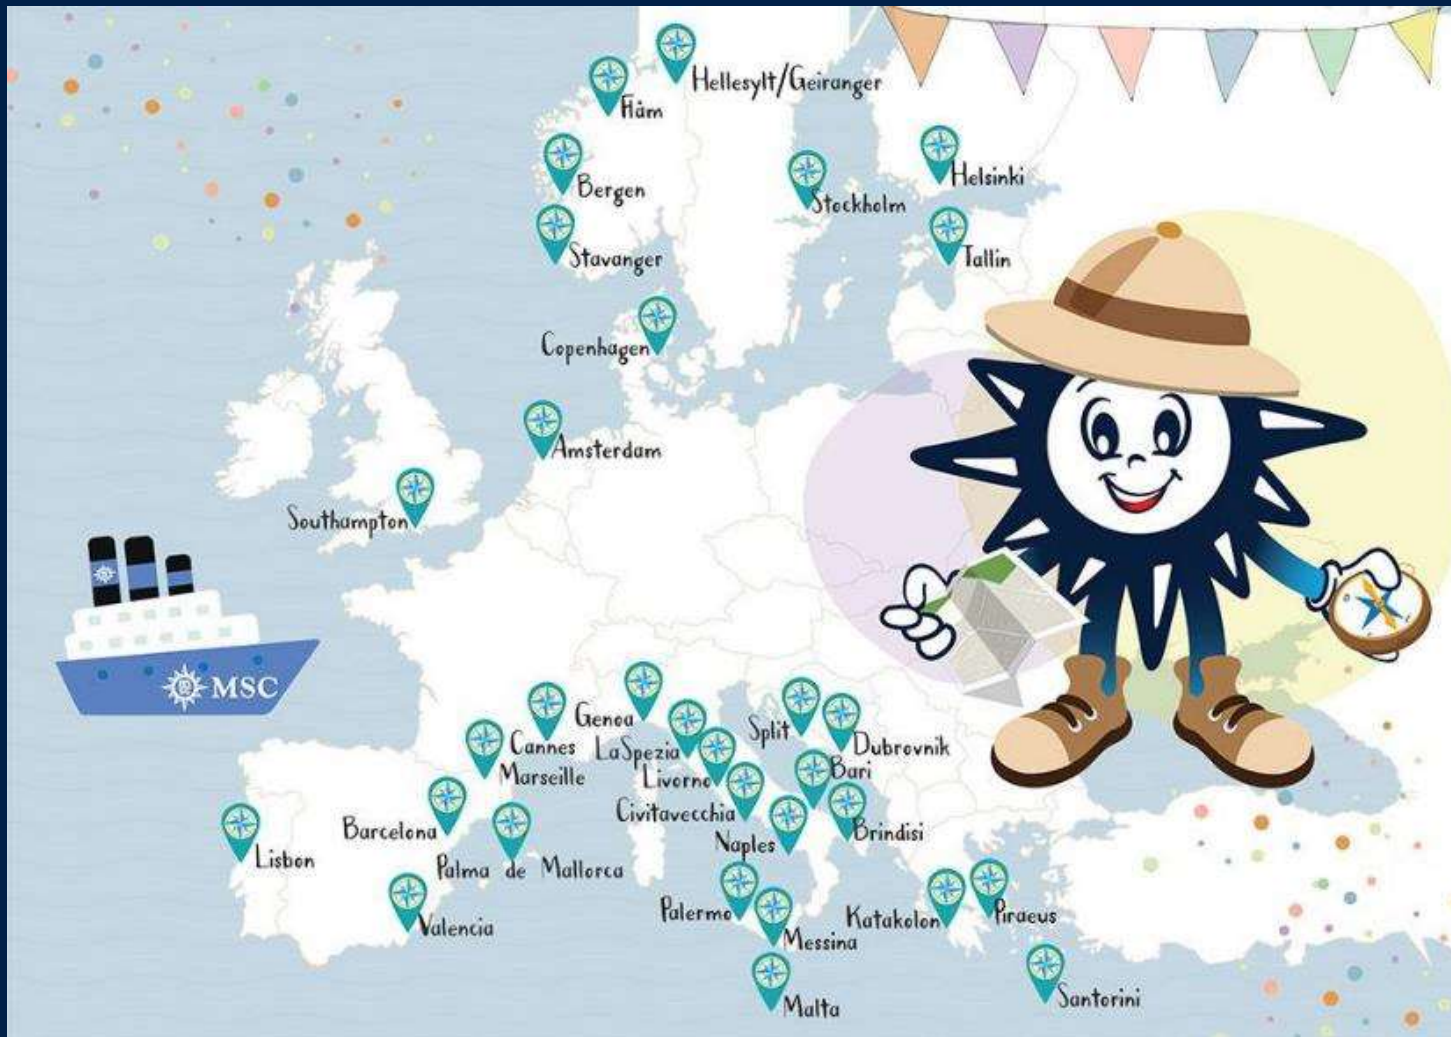 Hellesylt/Geiranger
Flåm
Bergen
Stavanger
Helsinki
Stockholm
Tallin
Copenhagen
Amsterdam
Southampton
MSC
Genoa
Cannes
Marseille
LaSpezia
Livorno
Civitavecchia
Naples
Split
Dubrovnik
Bari
Brindisi
Barcelona
Lisbon
Palma de Mallorca
Valencia
Palermo
Messina
Malta
Katakolon
Piraeus
Santorini